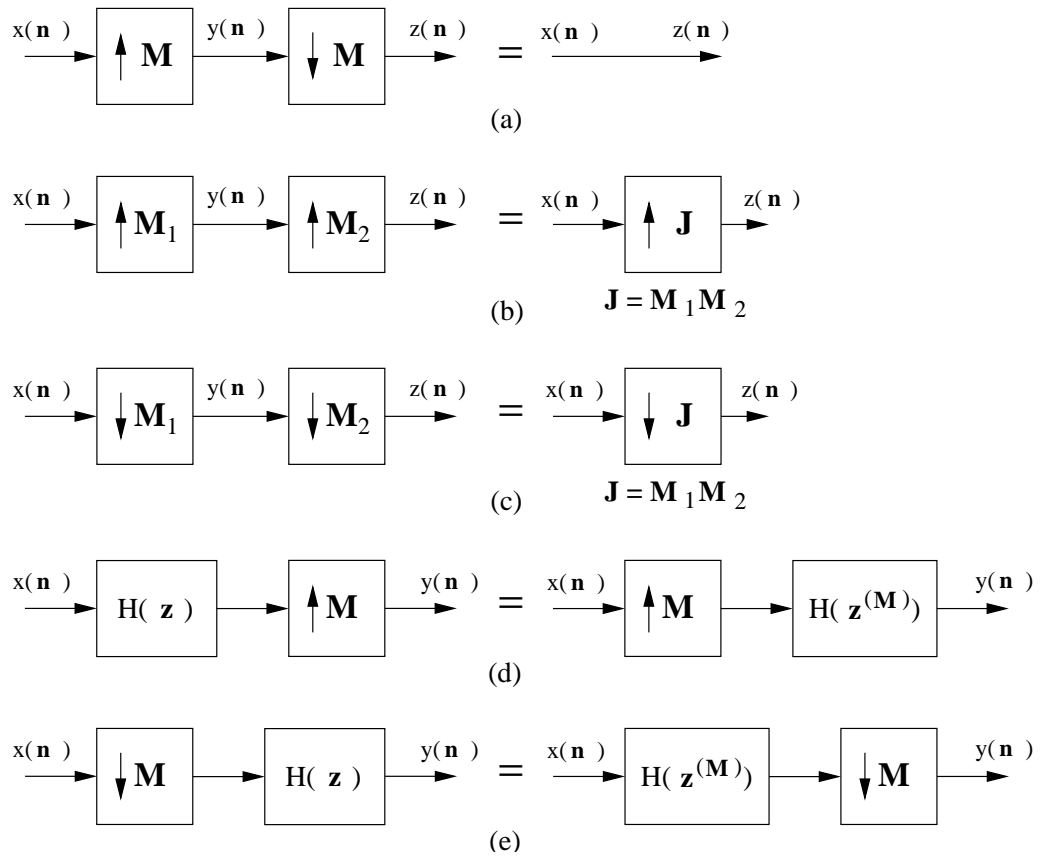 x(n) ↑ M y(n) ↓ M z(n) = x(n) z(n)
(a)
x(n) ↑ M1 y(n) ↑ M2 z(n) = x(n) ↑ J z(n)
J = M1M2
(b)
x(n) ↓ M1 y(n) ↓ M2 z(n) = x(n) ↓ J z(n)
J = M1M2
(c)
x(n) H(z) ↑ M y(n) = x(n) ↑ M H(z(M)) y(n)
(d)
x(n) ↓ M H(z) y(n) = x(n) H(z(M)) ↓ M y(n)
(e)